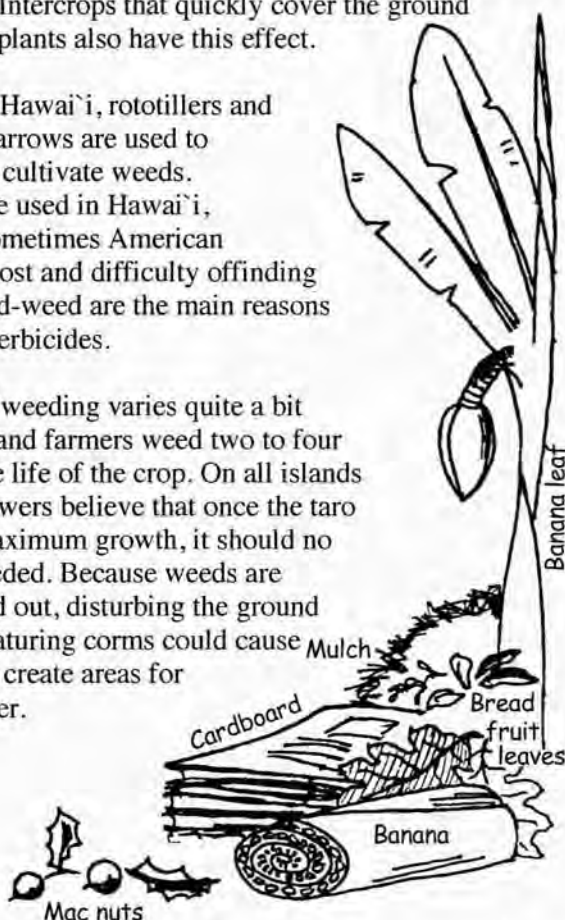 intercrops that quickly cover the ground
plants also have this effect.
Hawai`i, rototillers and
arrows are used to
cultivate weeds.
e used in Hawai`i,
ometimes American
ost and difficulty offinding
d-weed are the main reasons
erbicides.
weeding varies quite a bit
and farmers weed two to four
e life of the crop. On all islands
wers believe that once the taro
aximum growth, it should no
eded. Because weeds are
d out, disturbing the ground
aturing corms could cause
create areas for
er.
Banana leaf
Mulch
Bread
fruit
leaves
Cardboard
Banana
Mac nuts